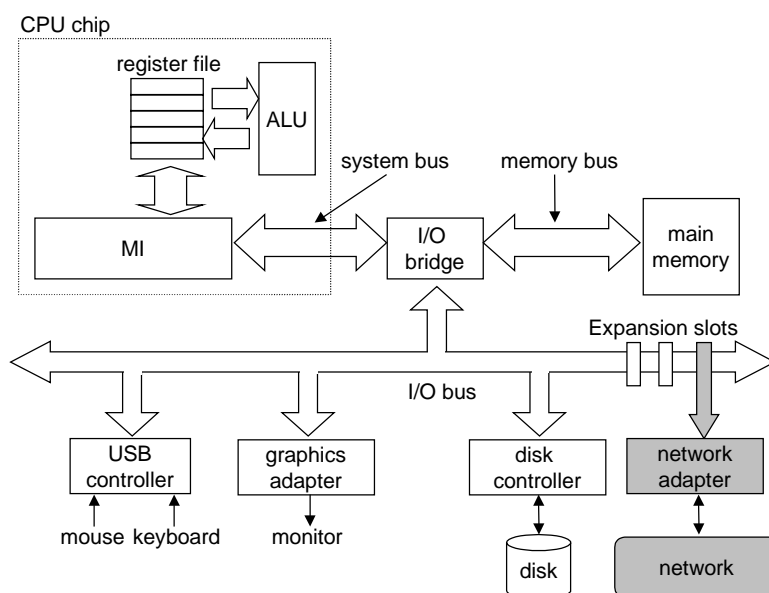 CPU chip
register file
ALU
system bus
memory bus
MI
I/O
bridge
main
memory
Expansion slots
I/O bus
USB
controller
graphics
adapter
disk
controller
network
adapter
mouse keyboard
monitor
disk
network